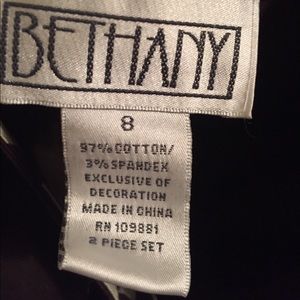 BETHANY
8
97% COTTON/
3% SPANDEX
EXCLUSIVE OF
DECORATION
MADE IN CHINA
RN 109881
2 PIECE SET